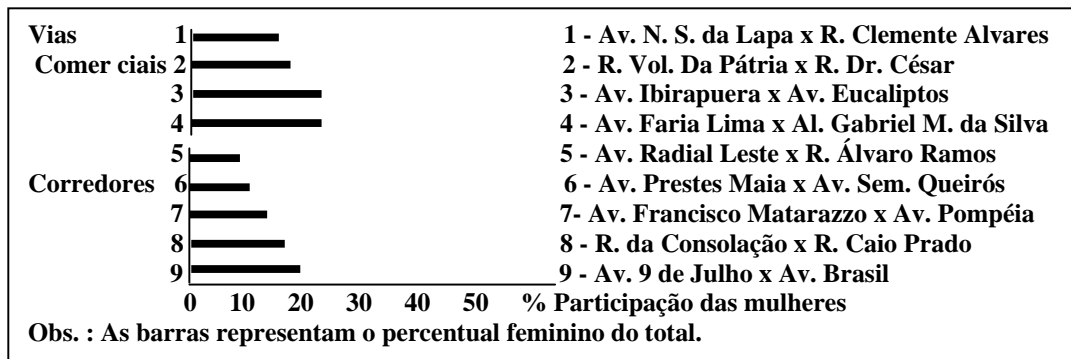 Vias 1 1 - Av. N. S. da Lapa x R. Clemente Alvares
Comer ciais 2 2 - R. Vol. Da Pátria x R. Dr. César
3 3 - Av. Ibirapuera x Av. Eucaliptos
4 4 - Av. Faria Lima x Al. Gabriel M. da Silva
5 5 - Av. Radial Leste x R. Álvaro Ramos
Corredores 6 6 - Av. Prestes Maia x Av. Sem. Queirós
7 7- Av. Francisco Matarazzo x Av. Pompéia
8 8 - R. da Consolação x R. Caio Prado
9 9 - Av. 9 de Julho x Av. Brasil
0 10 20 30 40 50 % Participação das mulheres
Obs. : As barras representam o percentual feminino do total.